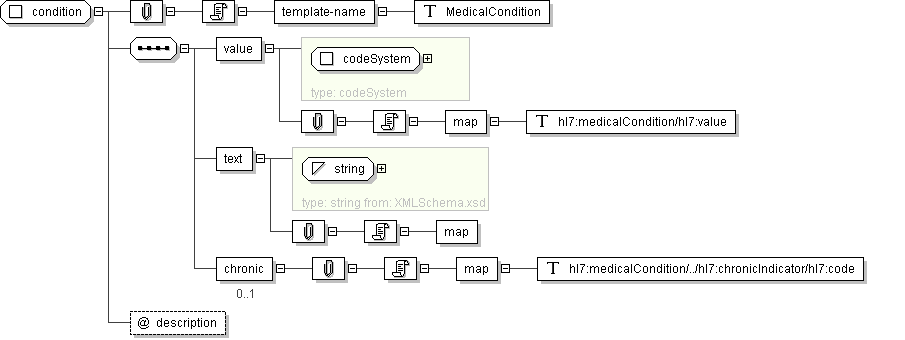 condition
template-name
T MedicalCondition
value
codeSystem
type: codeSystem
map
T hl7:medicalCondition/hl7:value
text
string
type: string from: XMLSchema.xsd
map
chronic
map
T hl7:medicalCondition/../hl7:chronicIndicator/hl7:code
0..1
@ description